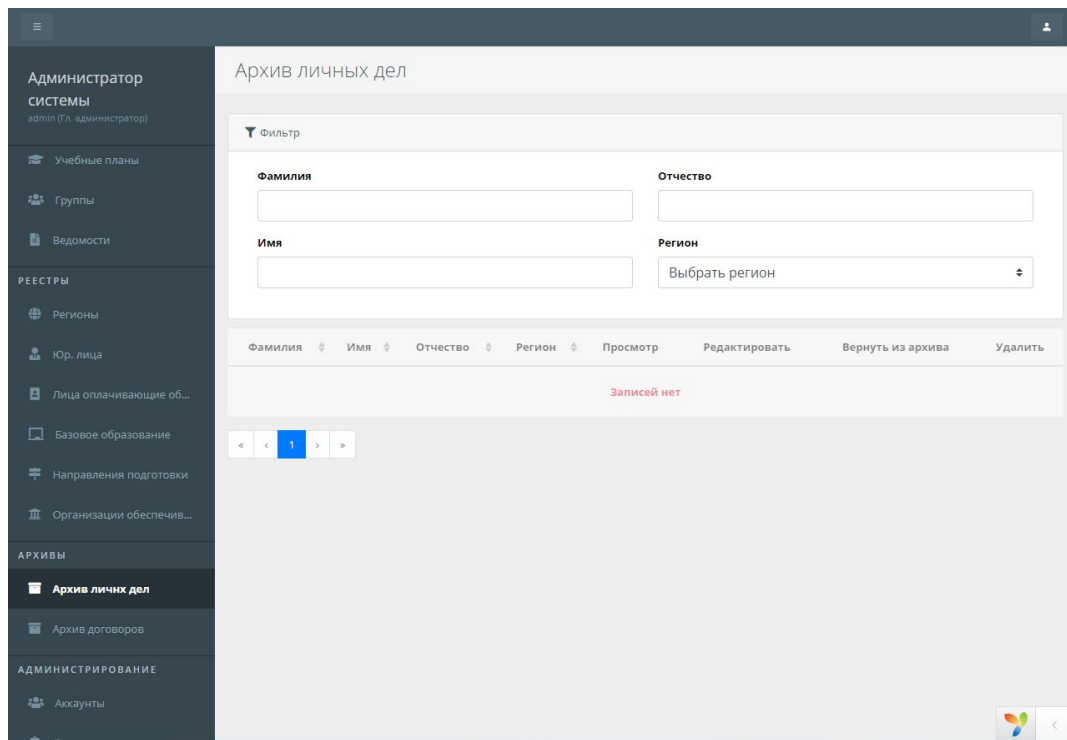 Администратор
системы
admin (Гл. администратор)
Учебные планы
Группы
Ведомости
РЕЕСТРЫ
Регионы
Юр. лица
Лица оплачивающие об...
Базовое образование
Направления подготовки
Организации обеспечив...
АРХИВЫ
Архив личнх дел
Архив договоров
АДМИНИСТРИРОВАНИЕ
Аккаунты
Архив личных дел
Фильтр
Фамилия
Отчество
Имя
Регион
Выбрать регион
Фамилия Имя Отчество Регион Просмотр Редактировать Вернуть из архива Удалить
Записей нет
« ‹ 1 › »